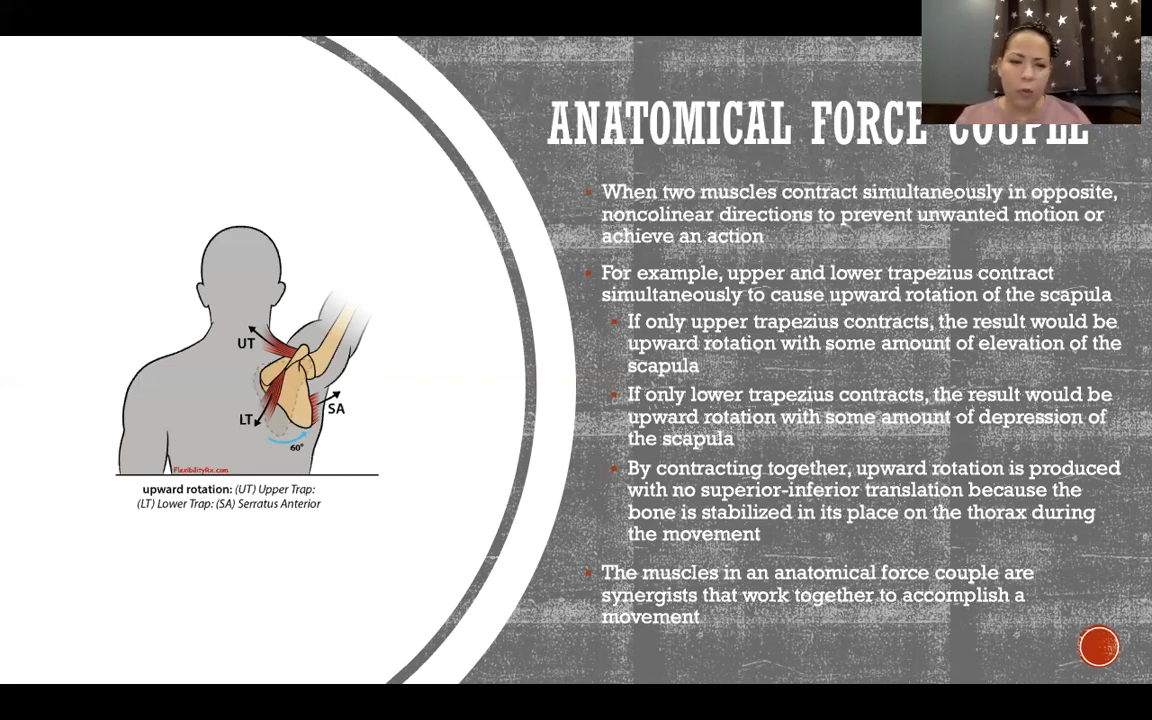 ANATOMICAL FORCE COUPLE
When two muscles contract simultaneously in opposite,
noncolinear directions to prevent unwanted motion or
achieve an action
For example, upper and lower trapezius contract
simultaneously to cause upward rotation of the scapula
If only upper trapezius contracts, the result would be
upward rotation with some amount of elevation of the
scapula
If only lower trapezius contracts, the result would be
upward rotation with some amount of depression of
the scapula
By contracting together, upward rotation is produced
with no superior-inferior translation because the
bone is stabilized in its place on the thorax during
the movement
The muscles in an anatomical force couple are
synergists that work together to accomplish a
movement
UT
SA
LT
60°
FlexibilityRx.com
upward rotation: (UT) Upper Trap:
(LT) Lower Trap: (SA) Serratus Anterior